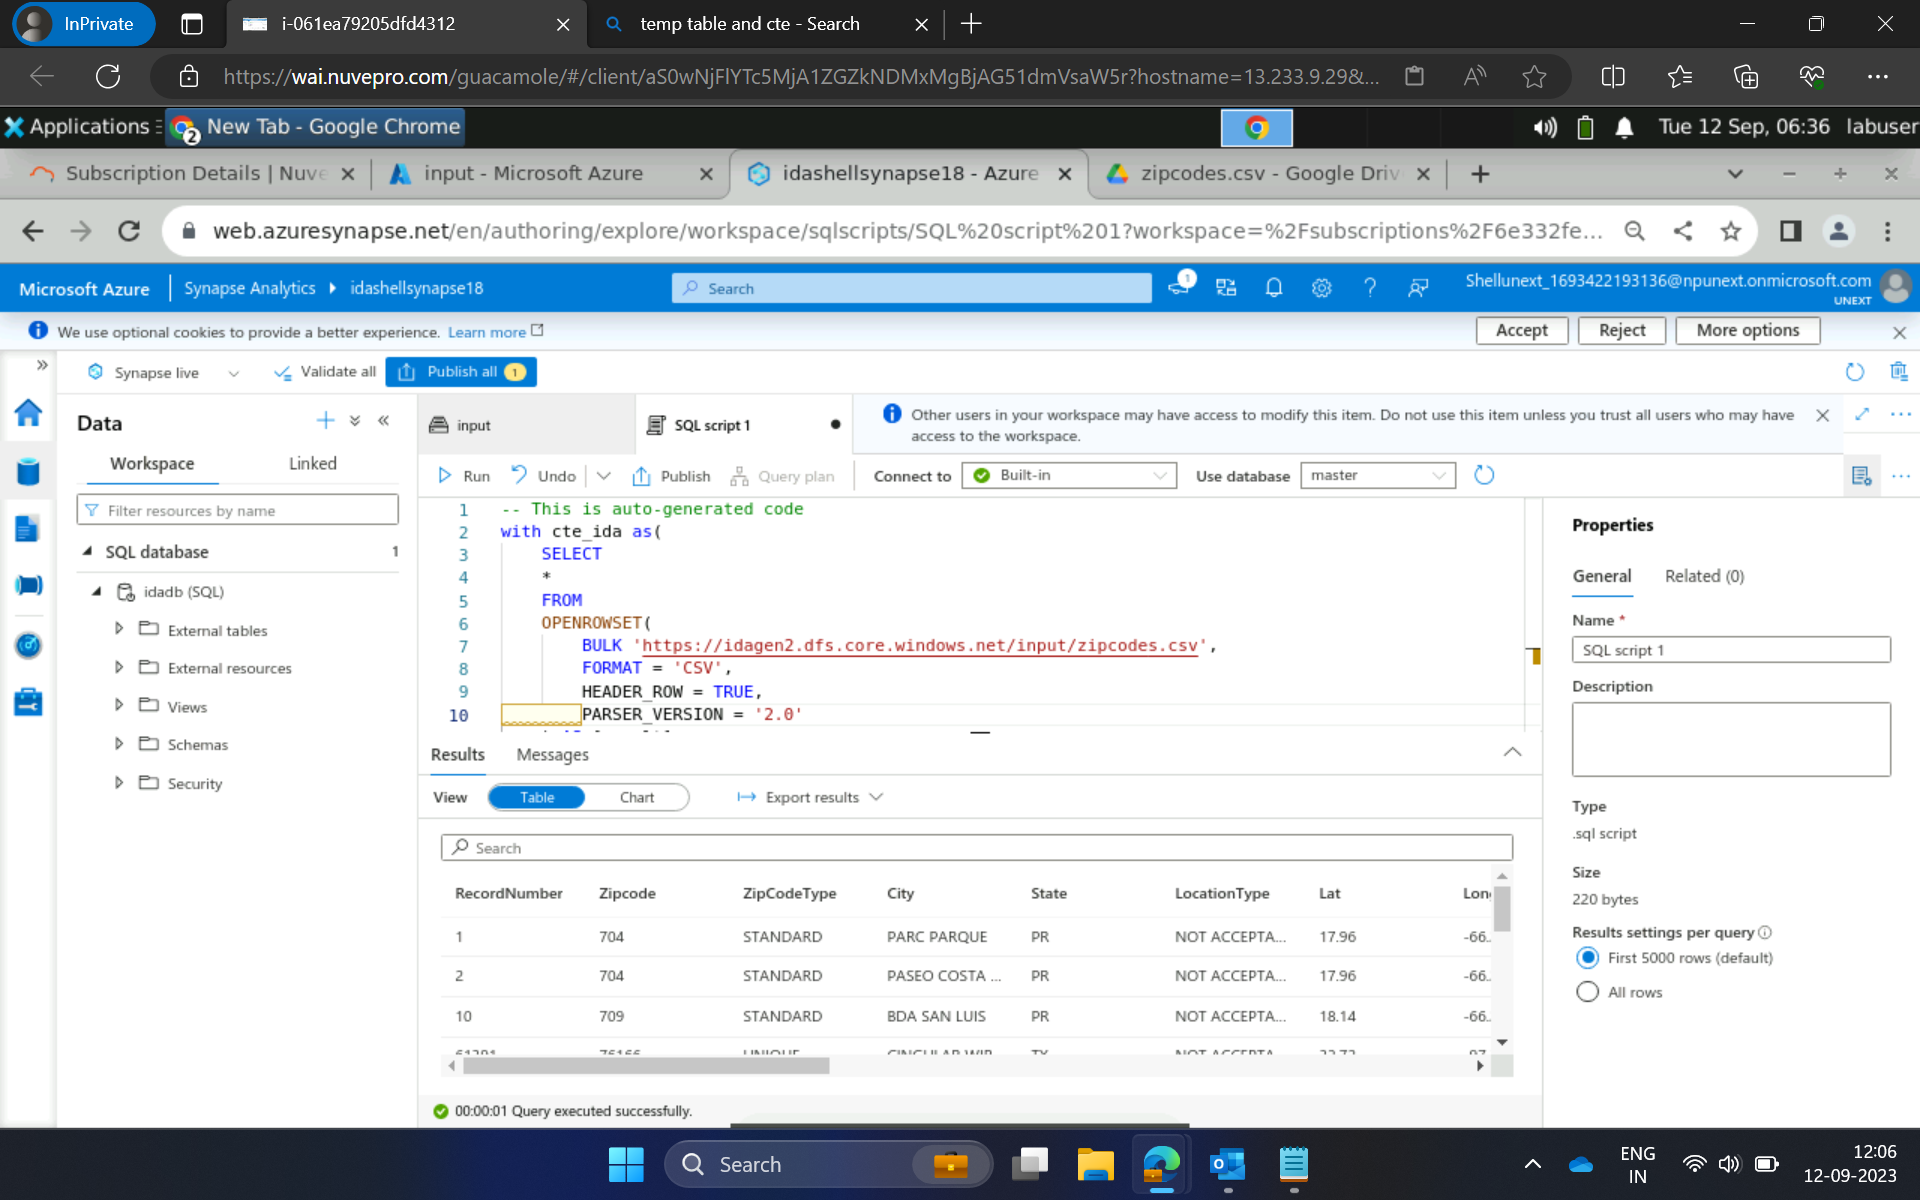 InPrivate
i-061ea79205dfd4312
temp table and cte - Search
https://wai.nuvepro.com/guacamole/#/client/aS0wNjFlYTc5MjA1ZGZkNDMxMgBjAG51dmVsaW5r?hostname=13.233.9.29&...
Applications
2
New Tab - Google Chrome
Tue 12 Sep, 06:36
labuser
Subscription Details | Nuve
input - Microsoft Azure
idashellsynapse18 - Azure
zipcodes.csv - Google Driv
web.azuresynapse.net/en/authoring/explore/workspace/sqlscripts/SQL%20script%201?workspace=%2Fsubscriptions%2F6e332fe...
Microsoft Azure
Synapse Analytics
idashellsynapse18
Search
1
Shellunext_1693422193136@npunext.onmicrosoft.com
UNEXT
We use optional cookies to provide a better experience. Learn more
Accept
Reject
More options
Synapse live
Validate all
Publish all 1
Data
Workspace
Linked
Filter resources by name
SQL database 1
idadb (SQL)
External tables
External resources
Views
Schemas
Security
input
SQL script 1
Other users in your workspace may have access to modify this item. Do not use this item unless you trust all users who may have
access to the workspace.
Run
Undo
Publish
Query plan
Connect to
Built-in
Use database
master
1 -- This is auto-generated code
2 with cte_ida as(
3 SELECT
4 *
5 FROM
6 OPENROWSET(
7 BULK 'https://idagen2.dfs.core.windows.net/input/zipcodes.csv',
8 FORMAT = 'CSV',
9 HEADER_ROW = TRUE,
10 PARSER_VERSION = '2.0'
Results
Messages
View
Table
Chart
Export results
Search
RecordNumber Zipcode ZipCodeType City State LocationType Lat Lon
1 704 STANDARD PARC PARQUE PR NOT ACCEPTA... 17.96 -66.
2 704 STANDARD PASEO COSTA ... PR NOT ACCEPTA... 17.96 -66.
10 709 STANDARD BDA SAN LUIS PR NOT ACCEPTA... 18.14 -66.
00:00:01 Query executed successfully.
Properties
General
Related (0)
Name *
SQL script 1
Description
Type
.sql script
Size
220 bytes
Results settings per query
First 5000 rows (default)
All rows
Search
ENG
IN
12:06
12-09-2023